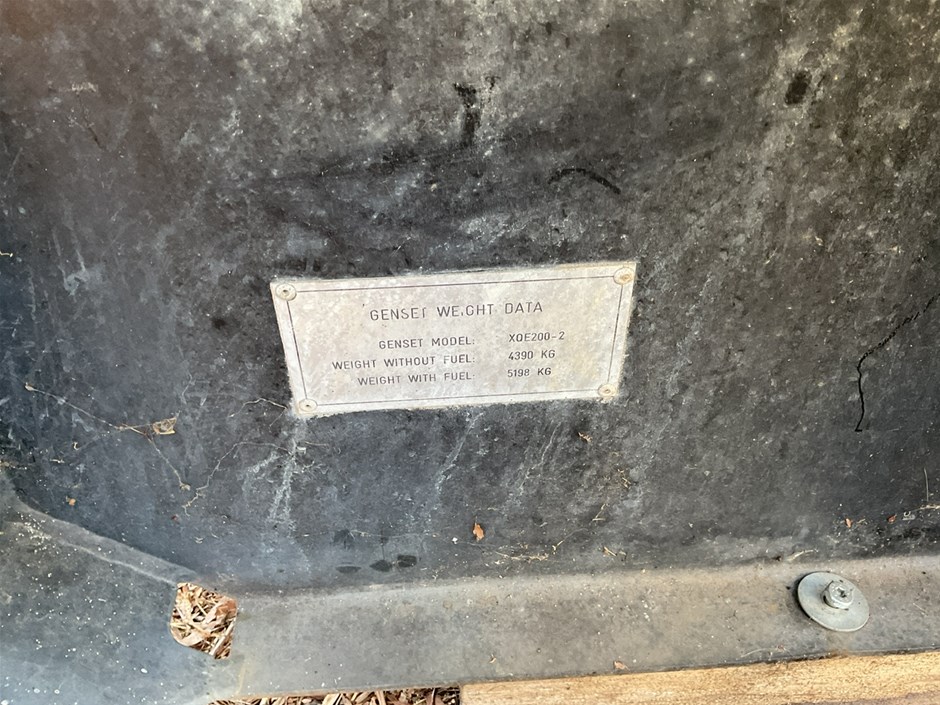 GENSET WEIGHT DATA
GENSET MODEL: XQE200-2
WEIGHT WITHOUT FUEL: 4390 KG
WEIGHT WITH FUEL: 5198 KG